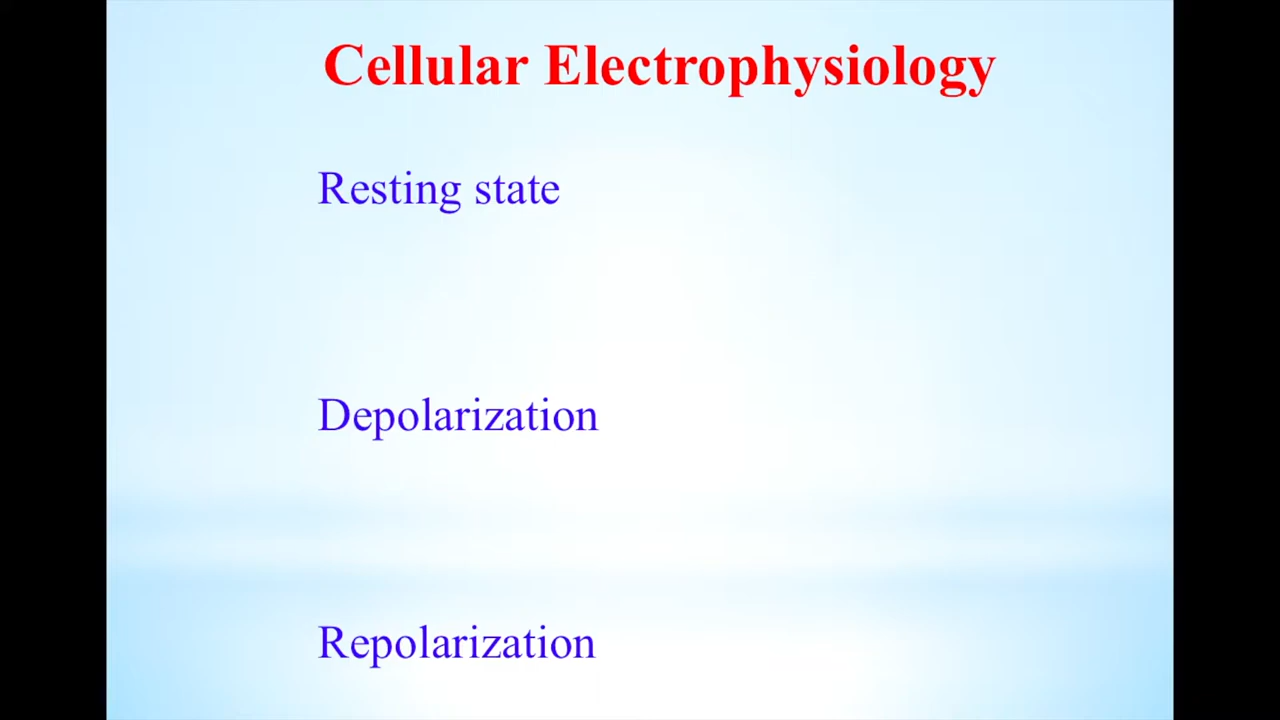 Cellular Electrophysiology
Resting state
Depolarization
Repolarization